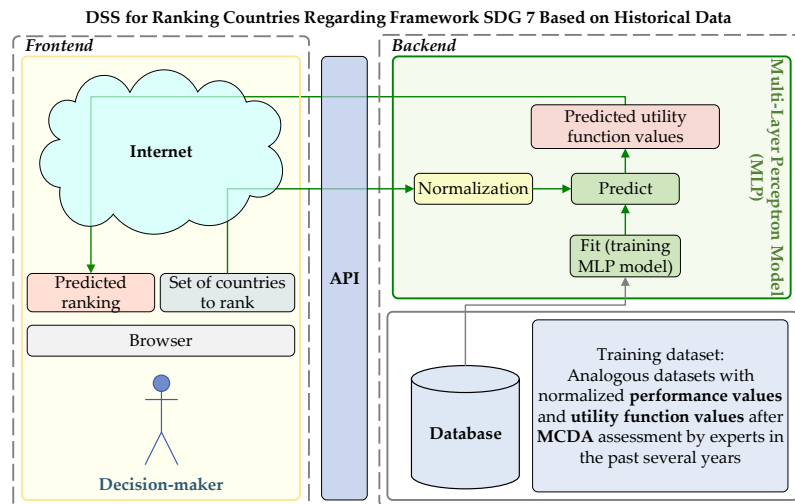 DSS for Ranking Countries Regarding Framework SDG 7 Based on Historical Data
Frontend
Internet
Predicted
ranking
Set of countries
to rank
Browser
Decision-maker
API
Backend
Predicted utility
function values
Normalization
Predict
Fit (training
MLP model)
Multi-Layer Perceptron Model
(MLP)
Database
Training dataset:
Analogous datasets with
normalized performance values
and utility function values after
MCDA assessment by experts in
the past several years